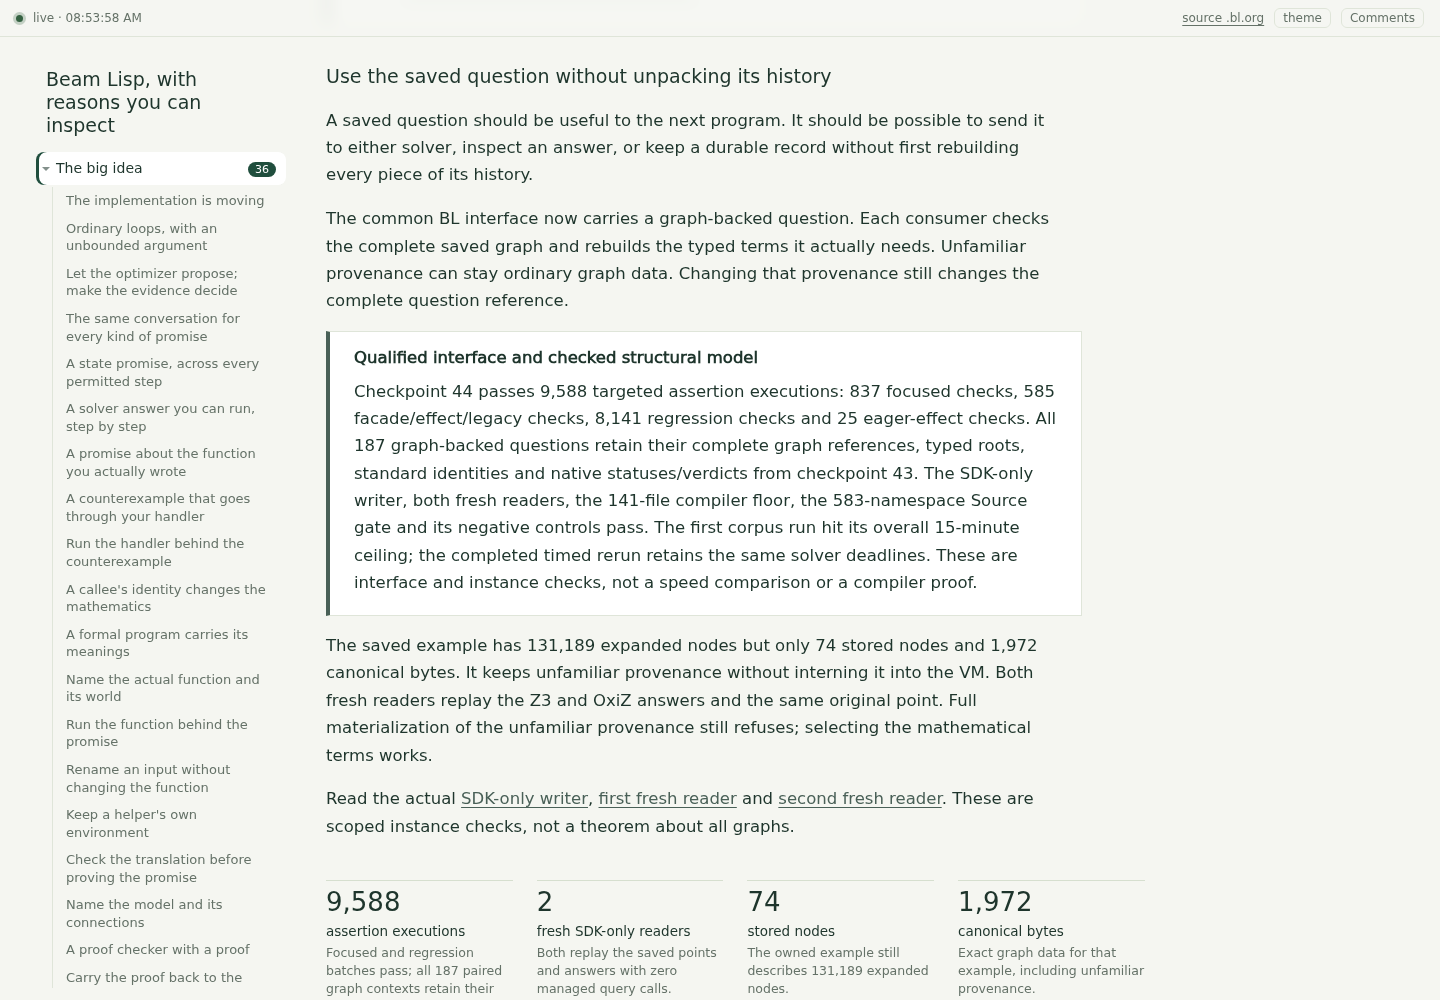 live · 08:53:58 AM
source .bl.org
theme
Comments
Beam Lisp, with
reasons you can
inspect
The big idea
36
The implementation is moving
Ordinary loops, with an
unbounded argument
Let the optimizer propose;
make the evidence decide
The same conversation for
every kind of promise
A state promise, across every
permitted step
A solver answer you can run,
step by step
A promise about the function
you actually wrote
A counterexample that goes
through your handler
Run the handler behind the
counterexample
A callee's identity changes the
mathematics
A formal program carries its
meanings
Name the actual function and
its world
Run the function behind the
promise
Rename an input without
changing the function
Keep a helper's own
environment
Check the translation before
proving the promise
Name the model and its
connections
A proof checker with a proof
Carry the proof back to the
Use the saved question without unpacking its history
A saved question should be useful to the next program. It should be possible to send it
to either solver, inspect an answer, or keep a durable record without first rebuilding
every piece of its history.
The common BL interface now carries a graph-backed question. Each consumer checks
the complete saved graph and rebuilds the typed terms it actually needs. Unfamiliar
provenance can stay ordinary graph data. Changing that provenance still changes the
complete question reference.
Qualified interface and checked structural model
Checkpoint 44 passes 9,588 targeted assertion executions: 837 focused checks, 585
facade/effect/legacy checks, 8,141 regression checks and 25 eager-effect checks. All
187 graph-backed questions retain their complete graph references, typed roots,
standard identities and native statuses/verdicts from checkpoint 43. The SDK-only
writer, both fresh readers, the 141-file compiler floor, the 583-namespace Source
gate and its negative controls pass. The first corpus run hit its overall 15-minute
ceiling; the completed timed rerun retains the same solver deadlines. These are
interface and instance checks, not a speed comparison or a compiler proof.
The saved example has 131,189 expanded nodes but only 74 stored nodes and 1,972
canonical bytes. It keeps unfamiliar provenance without interning it into the VM. Both
fresh readers replay the Z3 and OxiZ answers and the same original point. Full
materialization of the unfamiliar provenance still refuses; selecting the mathematical
terms works.
Read the actual SDK-only writer, first fresh reader and second fresh reader. These are
scoped instance checks, not a theorem about all graphs.
9,588
assertion executions
Focused and regression
batches pass; all 187 paired
graph contexts retain their
2
fresh SDK-only readers
Both replay the saved points
and answers with zero
managed query calls.
74
stored nodes
The owned example still
describes 131,189 expanded
nodes.
1,972
canonical bytes
Exact graph data for that
example, including unfamiliar
provenance.